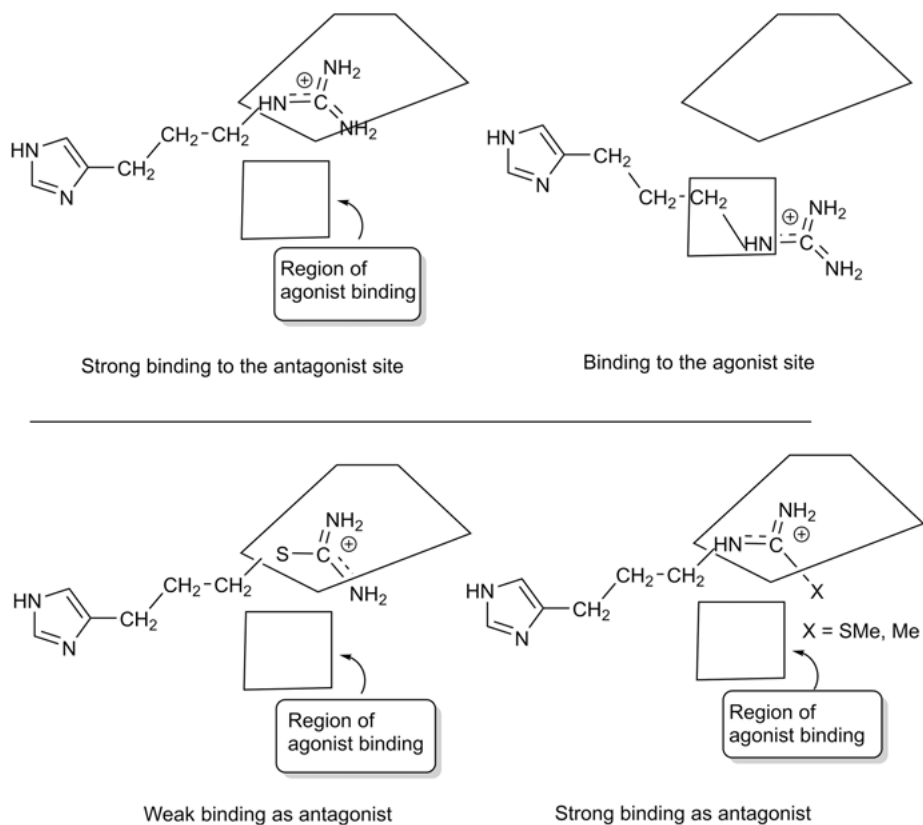 NH₂
⊕
HN C
NH₂
CH₂-CH₂
HN
CH₂
N
Region of
agonist binding
Strong binding to the antagonist site
HN
CH₂
N
CH₂-CH₂
⊕
NH₂
HN C
NH₂
Binding to the agonist site
NH₂
S C ⊕
NH₂
CH₂-CH₂
HN
CH₂
N
Region of
agonist binding
Weak binding as antagonist
NH₂
HN C ⊕
X
CH₂-CH₂
HN
CH₂
N
X = SMe, Me
Region of
agonist binding
Strong binding as antagonist